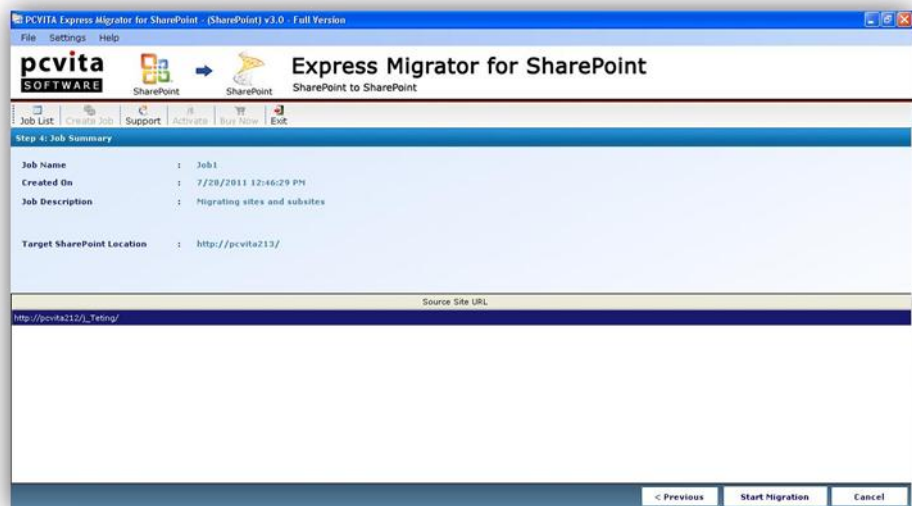 PCVITA Express Migrator for SharePoint - (SharePoint) v3.0 - Full Version
File Settings Help
pcvita
SOFTWARE
SharePoint
SharePoint
Express Migrator for SharePoint
SharePoint to SharePoint
Job List Create Job Support Activate Buy Now Exit
Step 4: Job Summary
Job Name : Job1
Created On : 7/28/2011 12:46:29 PM
Job Description : Migrating sites and subsites
Target SharePoint Location : http://pcvita213/
Source Site URL
http://pcvita212/j_Teting/
< Previous Start Migration Cancel